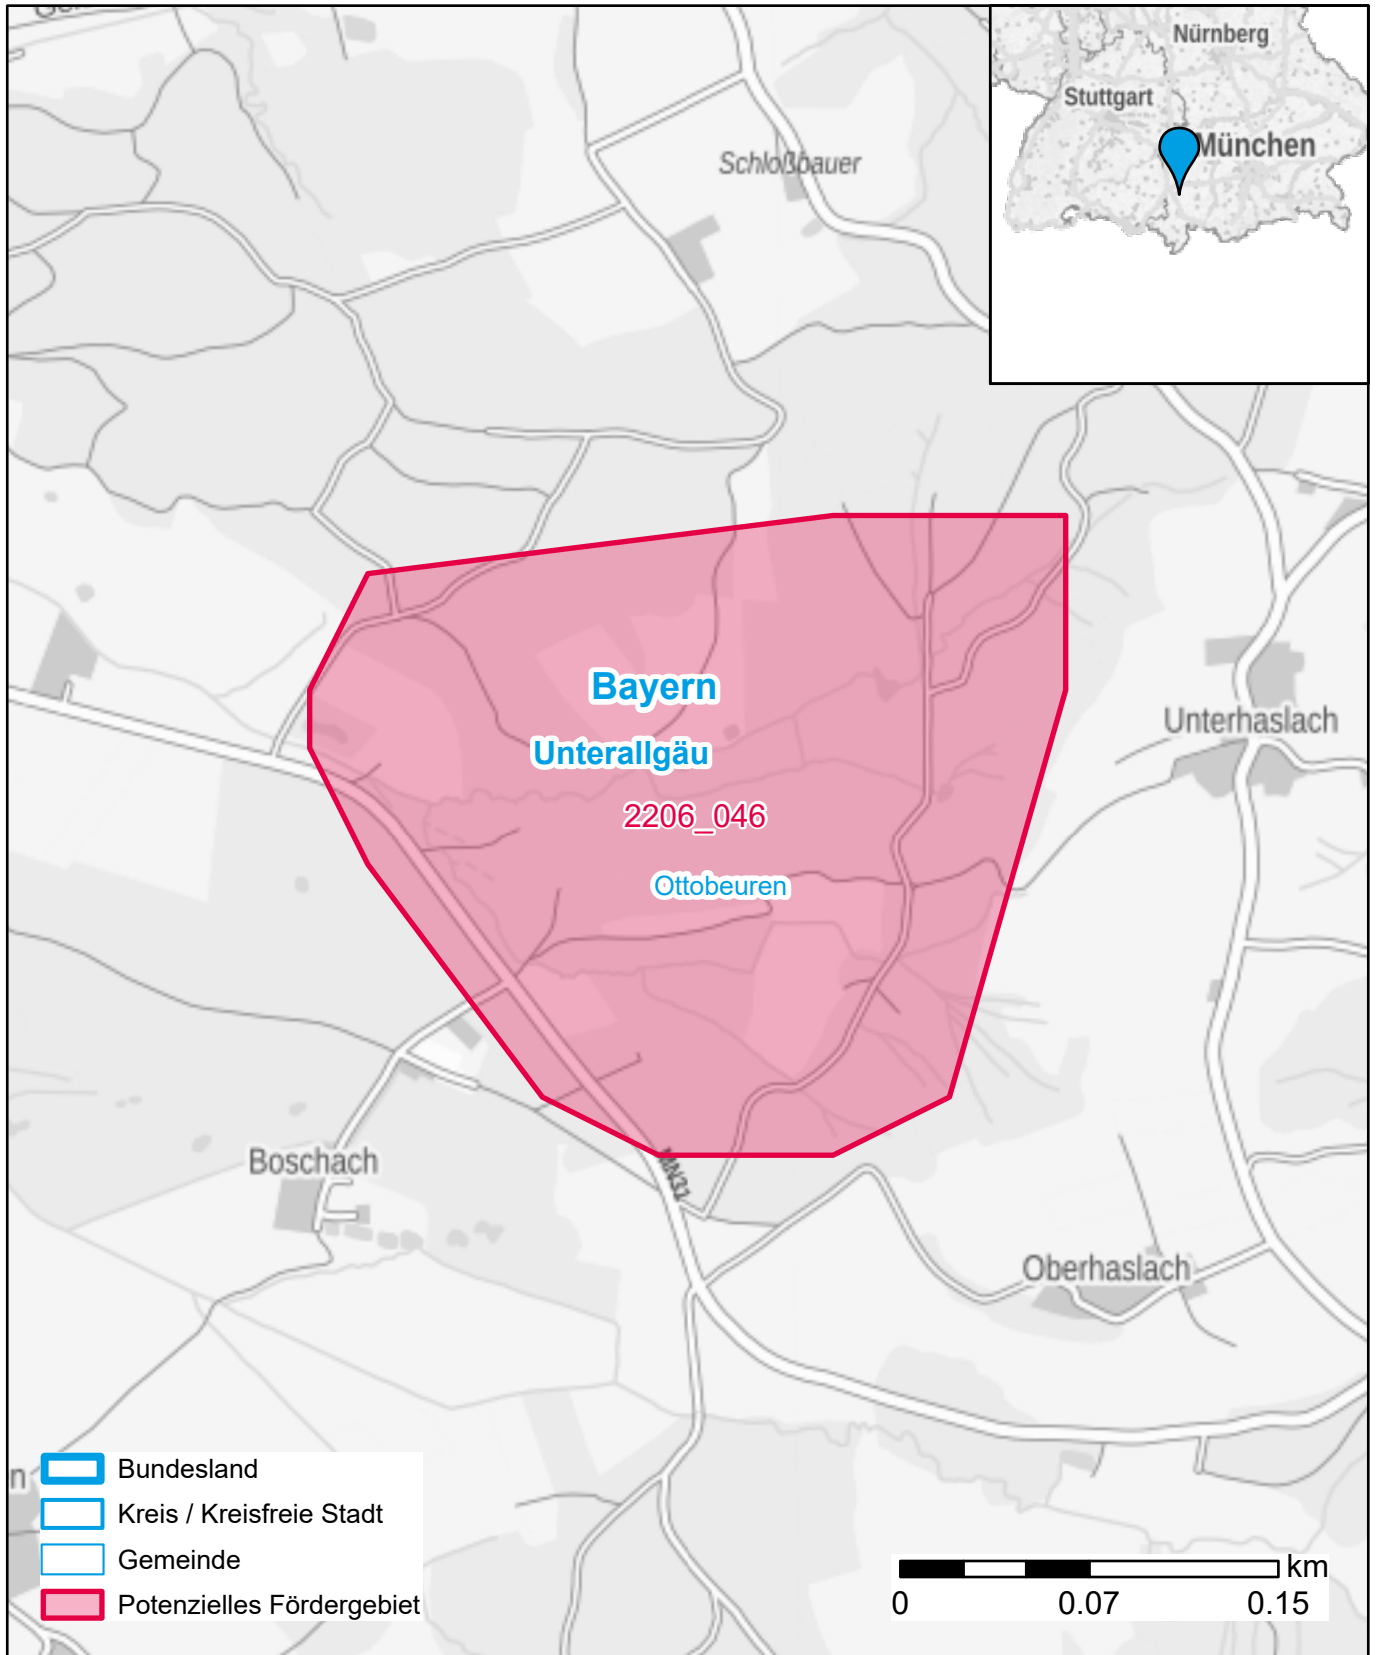 Nürnberg
Stuttgart
München
Schloßbauer
Bayern
Unterallgäu
2206_046
Ottobeuren
Unterhaslach
Boschach
MN31
Oberhaslach
n
Bundesland
Kreis / Kreisfreie Stadt
Gemeinde
Potenzielles Fördergebiet
km
0 0.07 0.15